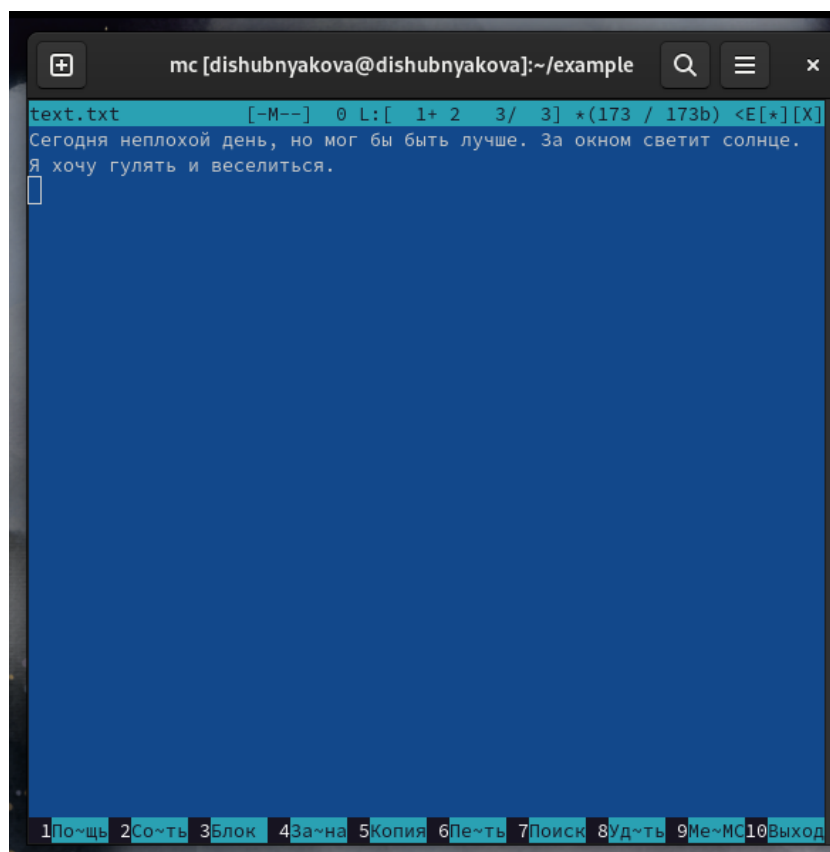 mc [dishubnyakova@dishubnyakova]:~/example
text.txt [-M--] 0 L:[ 1+ 2 3/ 3] *(173 / 173b) <E[*][X]
Сегодня неплохой день, но мог бы быть лучше. За окном светит солнце.
Я хочу гулять и веселиться.
1По~щь 2Со~ть 3Блок 4За~на 5Копия 6Пе~ть 7Поиск 8Уд~ть 9Ме~МС10Выход